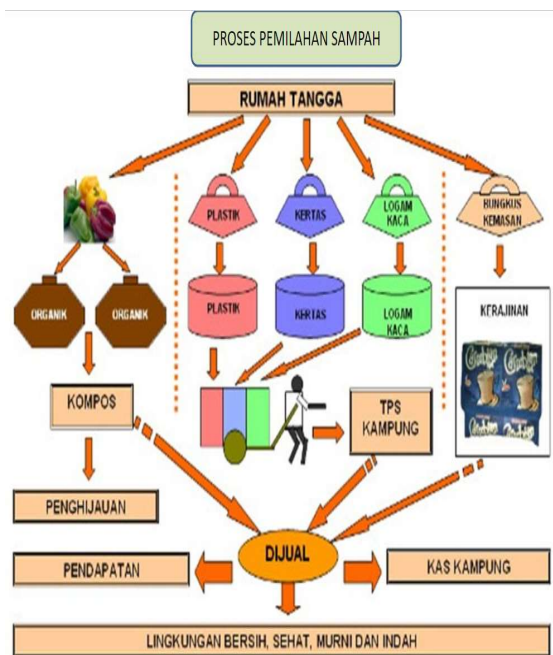 PROSES PEMILAHAN SAMPAH
RUMAH TANGGA
PLASTIK
KERTAS
LOGAM
KACA
BUNGKUS
KEMASAN
ORGANIK
ORGANIK
PLASTIK
KERTAS
LOGAM
KACA
KERAJINAN
KOMPOS
TPS
KAMPUNG
PENGHIJAUAN
DIJUAL
PENDAPATAN
KAS KAMPUNG
LINGKUNGAN BERSIH, SEHAT, MURNI DAN INDAH